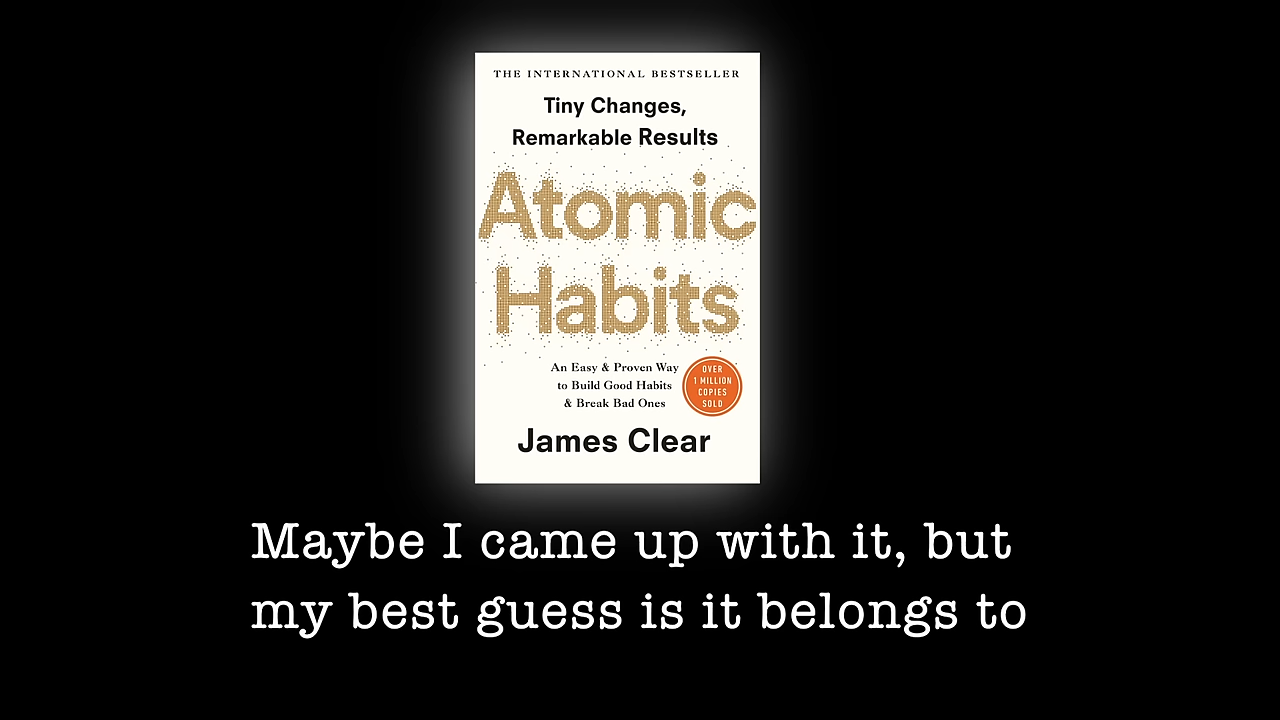 THE INTERNATIONAL BESTSELLER
Tiny Changes,
Remarkable Results
Atomic
Habits
An Easy & Proven Way
to Build Good Habits
& Break Bad Ones
OVER
1 MILLION
COPIES
SOLD
James Clear
Maybe I came up with it, but
my best guess is it belongs to